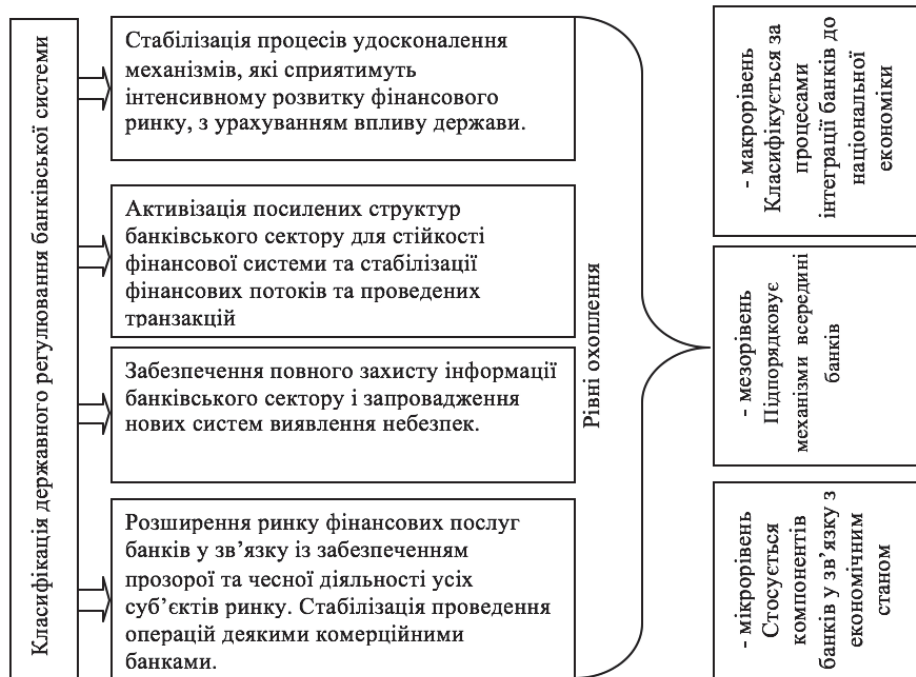 Класифікація державного регулювання банківської системи
Стабілізація процесів удосконалення
механізмів, які сприятимуть
інтенсивному розвитку фінансового
ринку, з урахуванням впливу держави.
Активізація посилених структур
банківського сектору для стійкості
фінансової системи та стабілізації
фінансових потоків та проведених
транзакцій
Забезпечення повного захисту інформації
банківського сектору і запровадження
нових систем виявлення небезпек.
Розширення ринку фінансових послуг
банків у зв’язку із забезпеченням
прозорої та чесної діяльності усіх
суб’єктів ринку. Стабілізація проведення
операцій деякими комерційними
банками.
Рівні охоплення
- макрорівень
Класифікується за
процесами
інтеграції банків до
національної
економіки
- мезорівень
Підпорядковує
механізми всередині
банків
- мікрорівень
Стосується
компонентів
банків у зв’язку з
економічним
станом